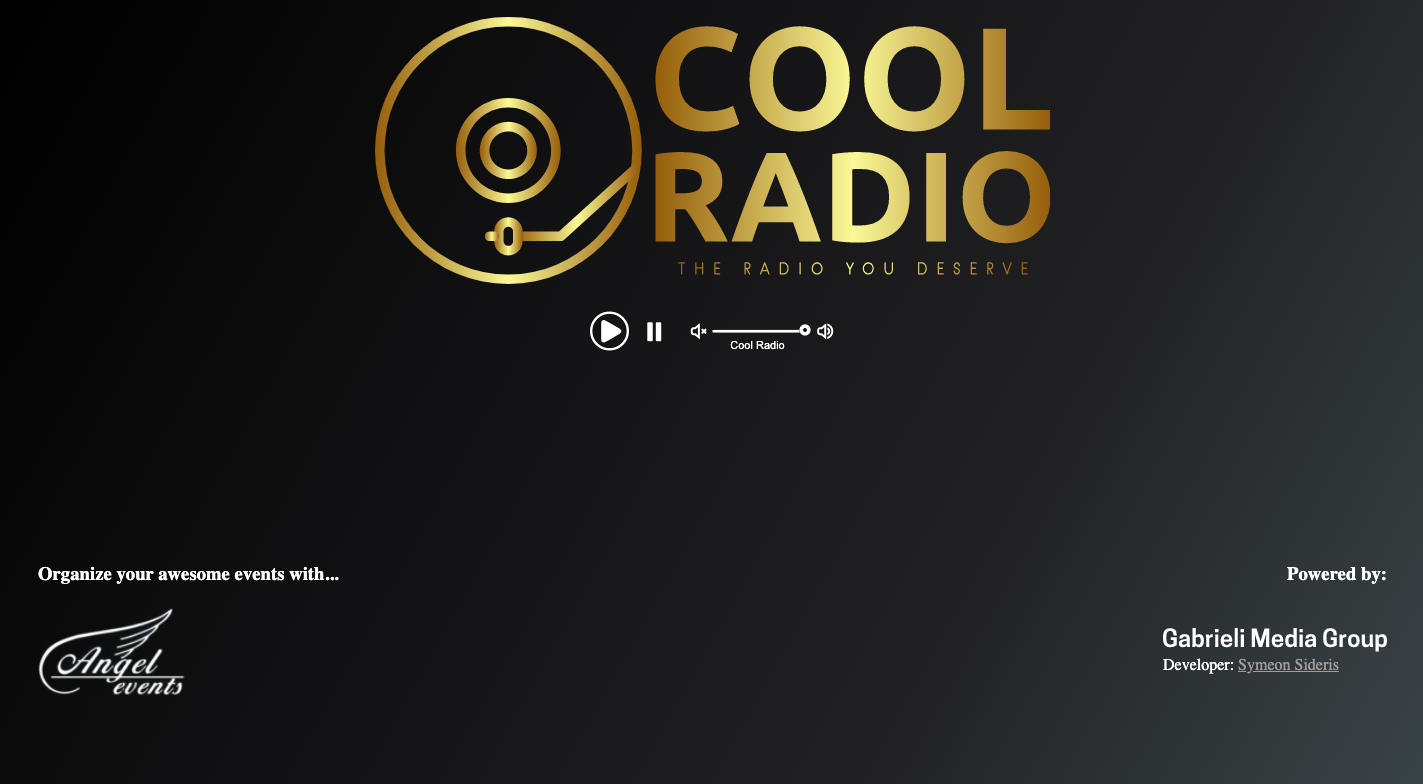 COOL
RADIO
THE RADIO YOU DESERVE
Cool Radio
Organize your awesome events with...
Angel
events
Powered by:
Gabrieli Media Group
Developer: Symeon Sideris